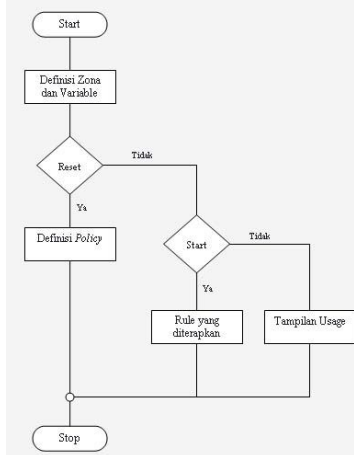 Start
Definisi Zona
dan Variable
Reset
Tidak
Ya
Definisi Policy
Start
Tidak
Ya
Rule yang
diterapkan
Tampilan Usage
Stop